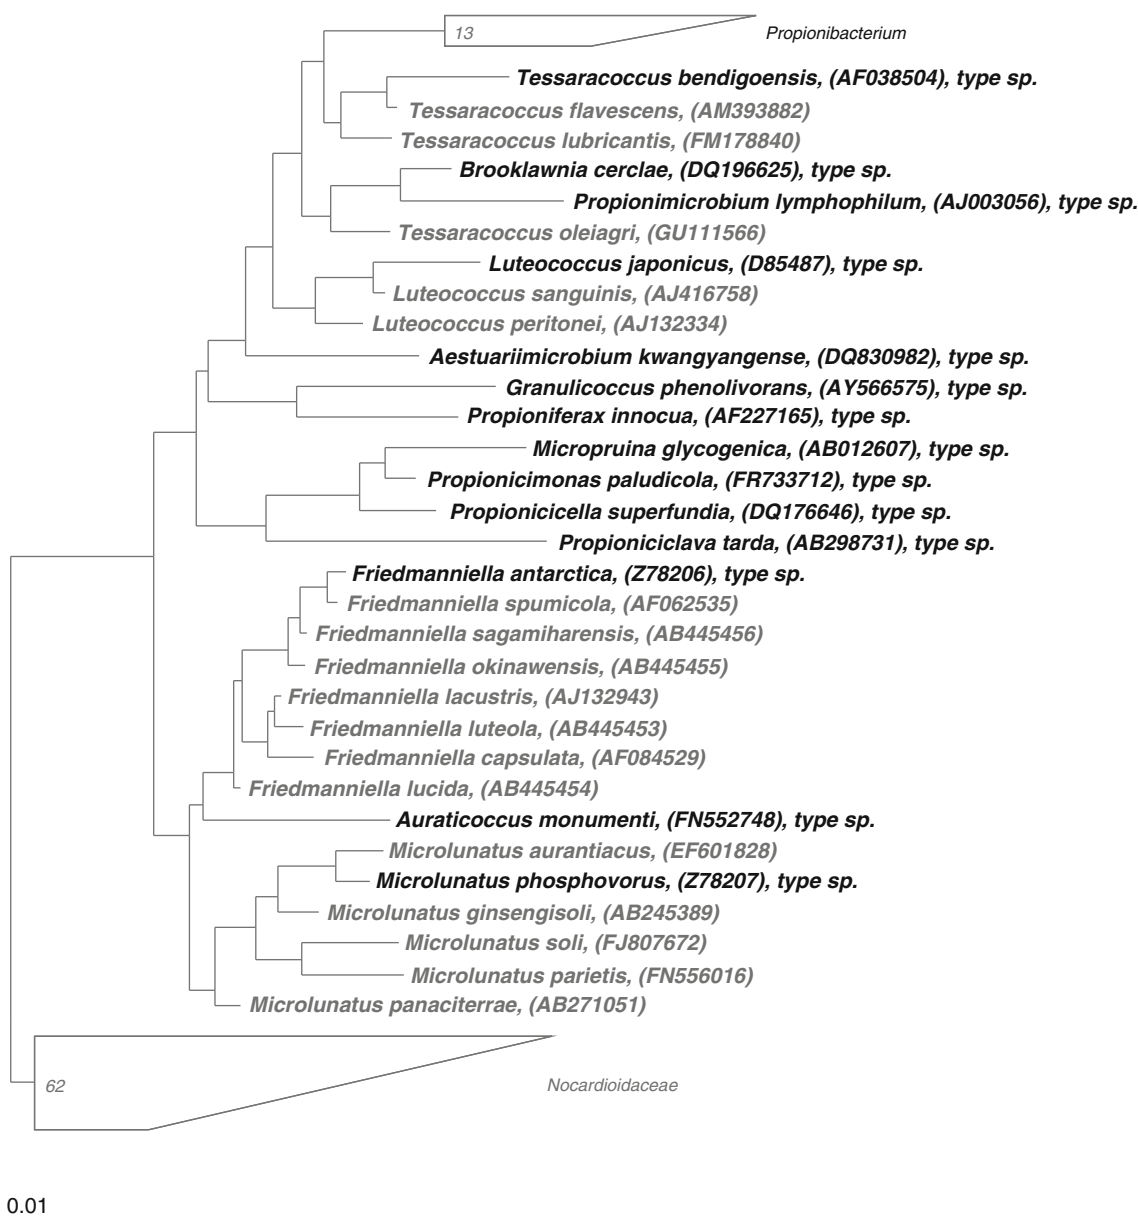 13
Propionibacterium
Tessaracoccus bendigoensis, (AF038504), type sp.
Tessaracoccus flavescens, (AM393882)
Tessaracoccus lubricantis, (FM178840)
Brooklawnia cerclae, (DQ196625), type sp.
Propionimicrobium lymphophilum, (AJ003056), type sp.
Tessaracoccus oleiagri, (GU111566)
Luteococcus japonicus, (D85487), type sp.
Luteococcus sanguinis, (AJ416758)
Luteococcus peritonei, (AJ132334)
Aestuariimicrobium kwangyangense, (DQ830982), type sp.
Granulicoccus phenolivorans, (AY566575), type sp.
Propioniferax innocua, (AF227165), type sp.
Micropruina glycogenica, (AB012607), type sp.
Propionicimonas paludicola, (FR733712), type sp.
Propionicicella superfundia, (DQ176646), type sp.
Propioniciclava tarda, (AB298731), type sp.
Friedmanniella antarctica, (Z78206), type sp.
Friedmanniella spumicola, (AF062535)
Friedmanniella sagamiharensis, (AB445456)
Friedmanniella okinawensis, (AB445455)
Friedmanniella lacustris, (AJ132943)
Friedmanniella luteola, (AB445453)
Friedmanniella capsulata, (AF084529)
Friedmanniella lucida, (AB445454)
Auraticoccus monumenti, (FN552748), type sp.
Microlunatus aurantiacus, (EF601828)
Microlunatus phosphovorus, (Z78207), type sp.
Microlunatus ginsengisoli, (AB245389)
Microlunatus soli, (FJ807672)
Microlunatus parietis, (FN556016)
Microlunatus panaciterrae, (AB271051)
62
Nocardioidaceae
0.01